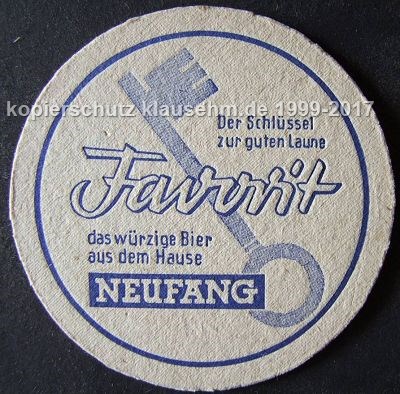 kopierschutz klausehm.de 1999-2017
Der Schlüssel
zur guten Laune
Favorit
das würzige Bier
aus dem Hause
NEUFANG